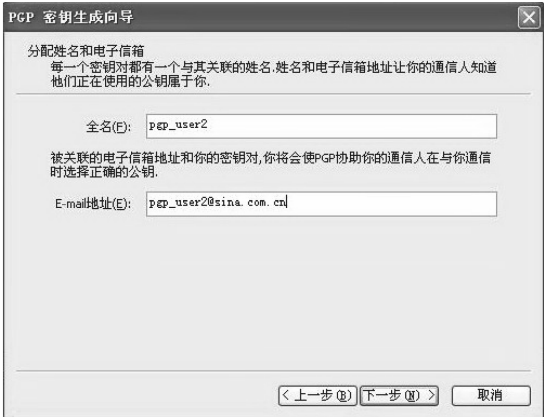 PGP 密钥生成向导
分配姓名和电子信箱
每一个密钥对都有一个与其关联的姓名.姓名和电子信箱地址让你的通信人知道
他们正在使用的公钥属于你.
全名(F):
pgp_user2
被关联的电子信箱地址和你的密钥对,你将会使PGP协助你的通信人在与你通信
时选择正确的公钥.
E-mail地址(E):
pgp_user2@sina.com.cn
< 上一步(B)
下一步(N) >
取消